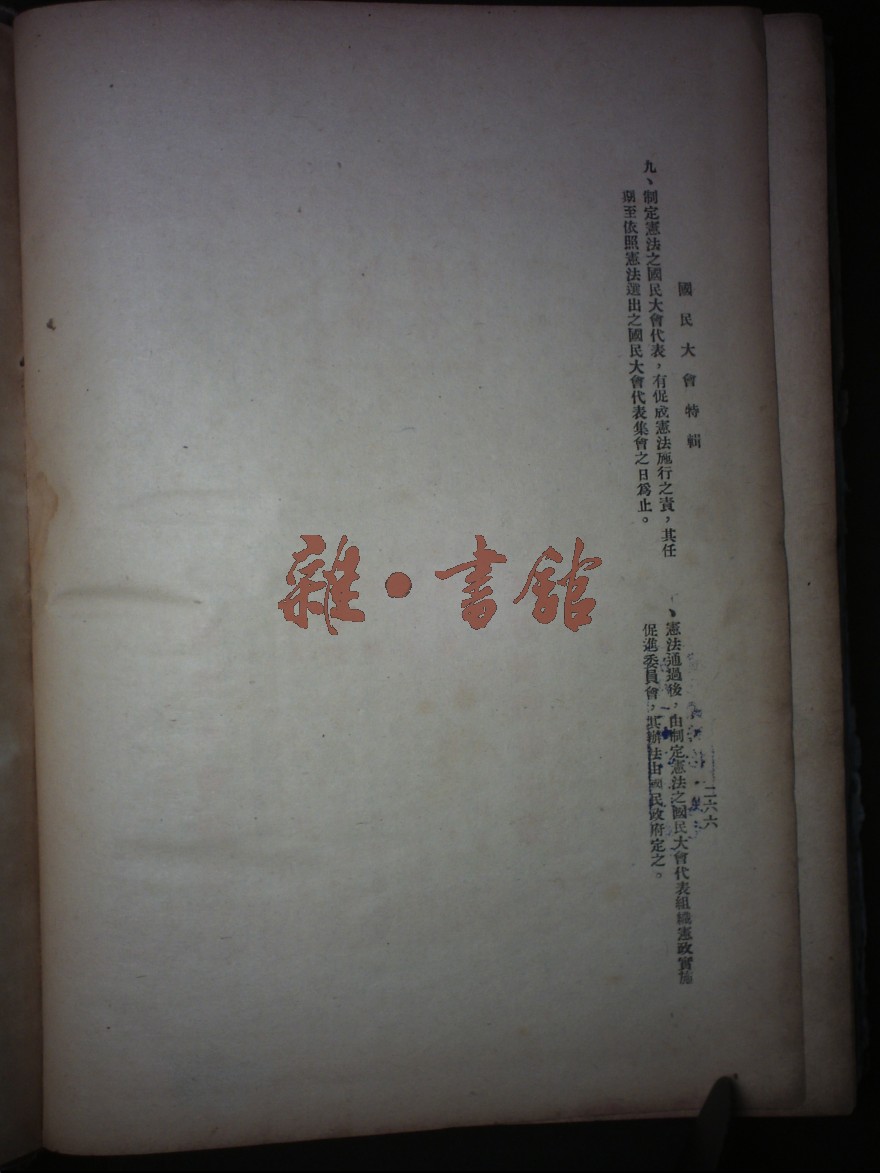 國民大會特輯
二六六
九、制定憲法之國民大會代表，有促成憲法施行之責，其任
期至依照憲法選出之國民大會代表集會之日為止。
、憲法通過後，由制定憲法之國民大會代表組織憲政實施
促進委員會，其辦法由國民政府定之。
雜·書館